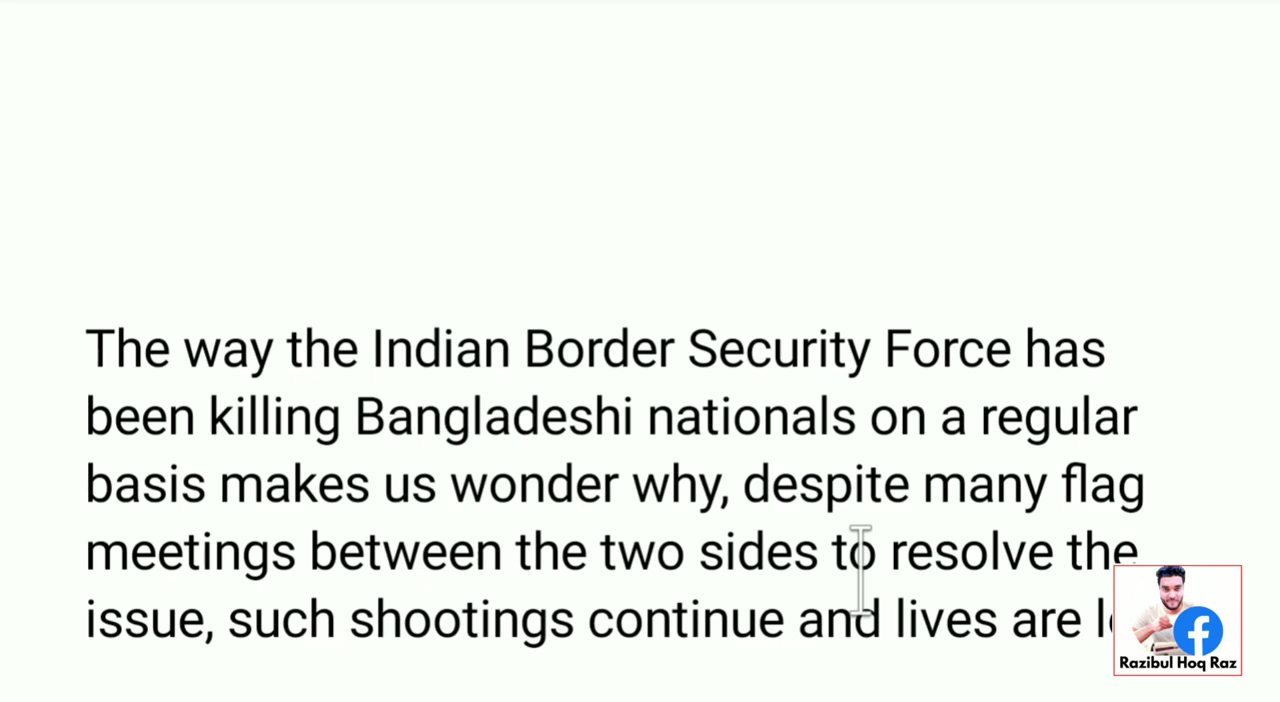 The way the Indian Border Security Force has
been killing Bangladeshi nationals on a regular
basis makes us wonder why, despite many flag
meetings between the two sides to resolve the
issue, such shootings continue and lives are
Razibul Hoq Raz